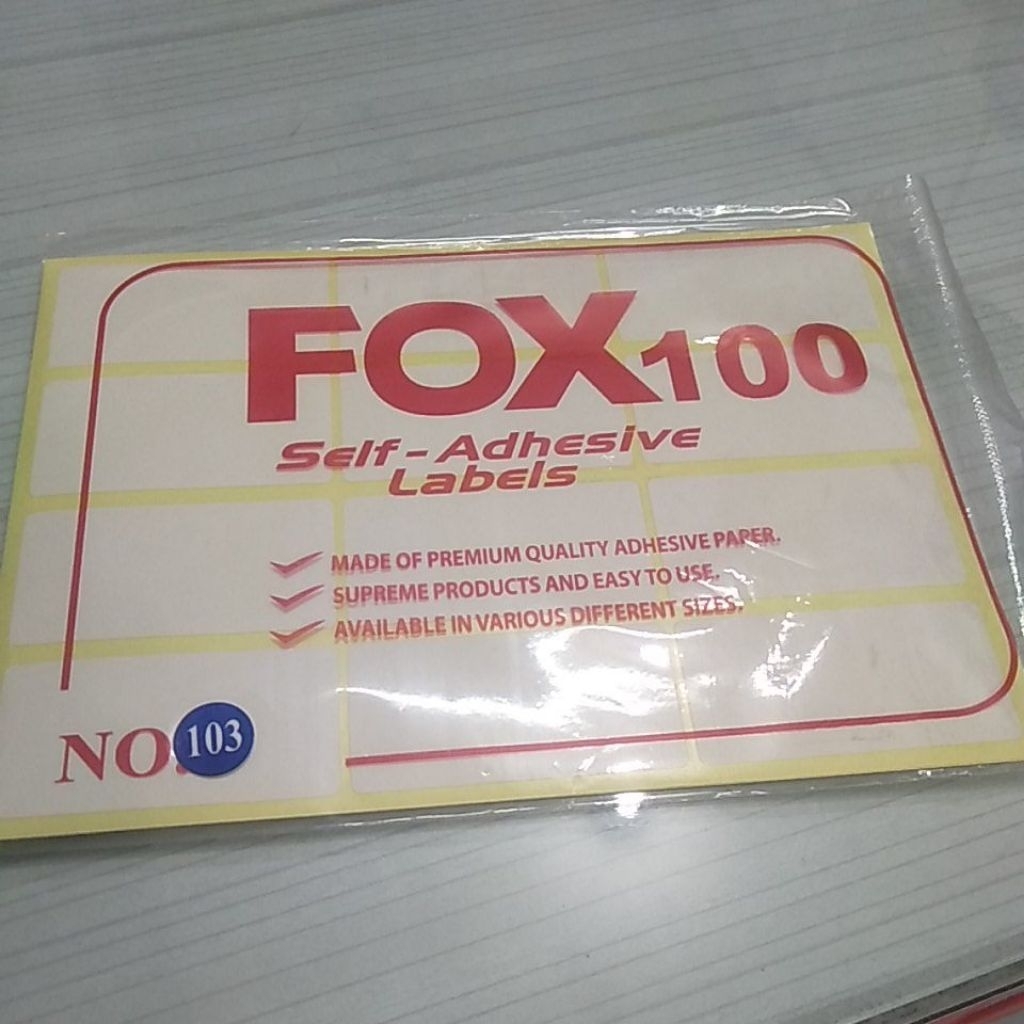 FOX100
Self-Adhesive
Labels
MADE OF PREMIUM QUALITY ADHESIVE PAPER.
SUPREME PRODUCTS AND EASY TO USE.
AVAILABLE IN VARIOUS DIFFERENT SIZES.
NO. 103